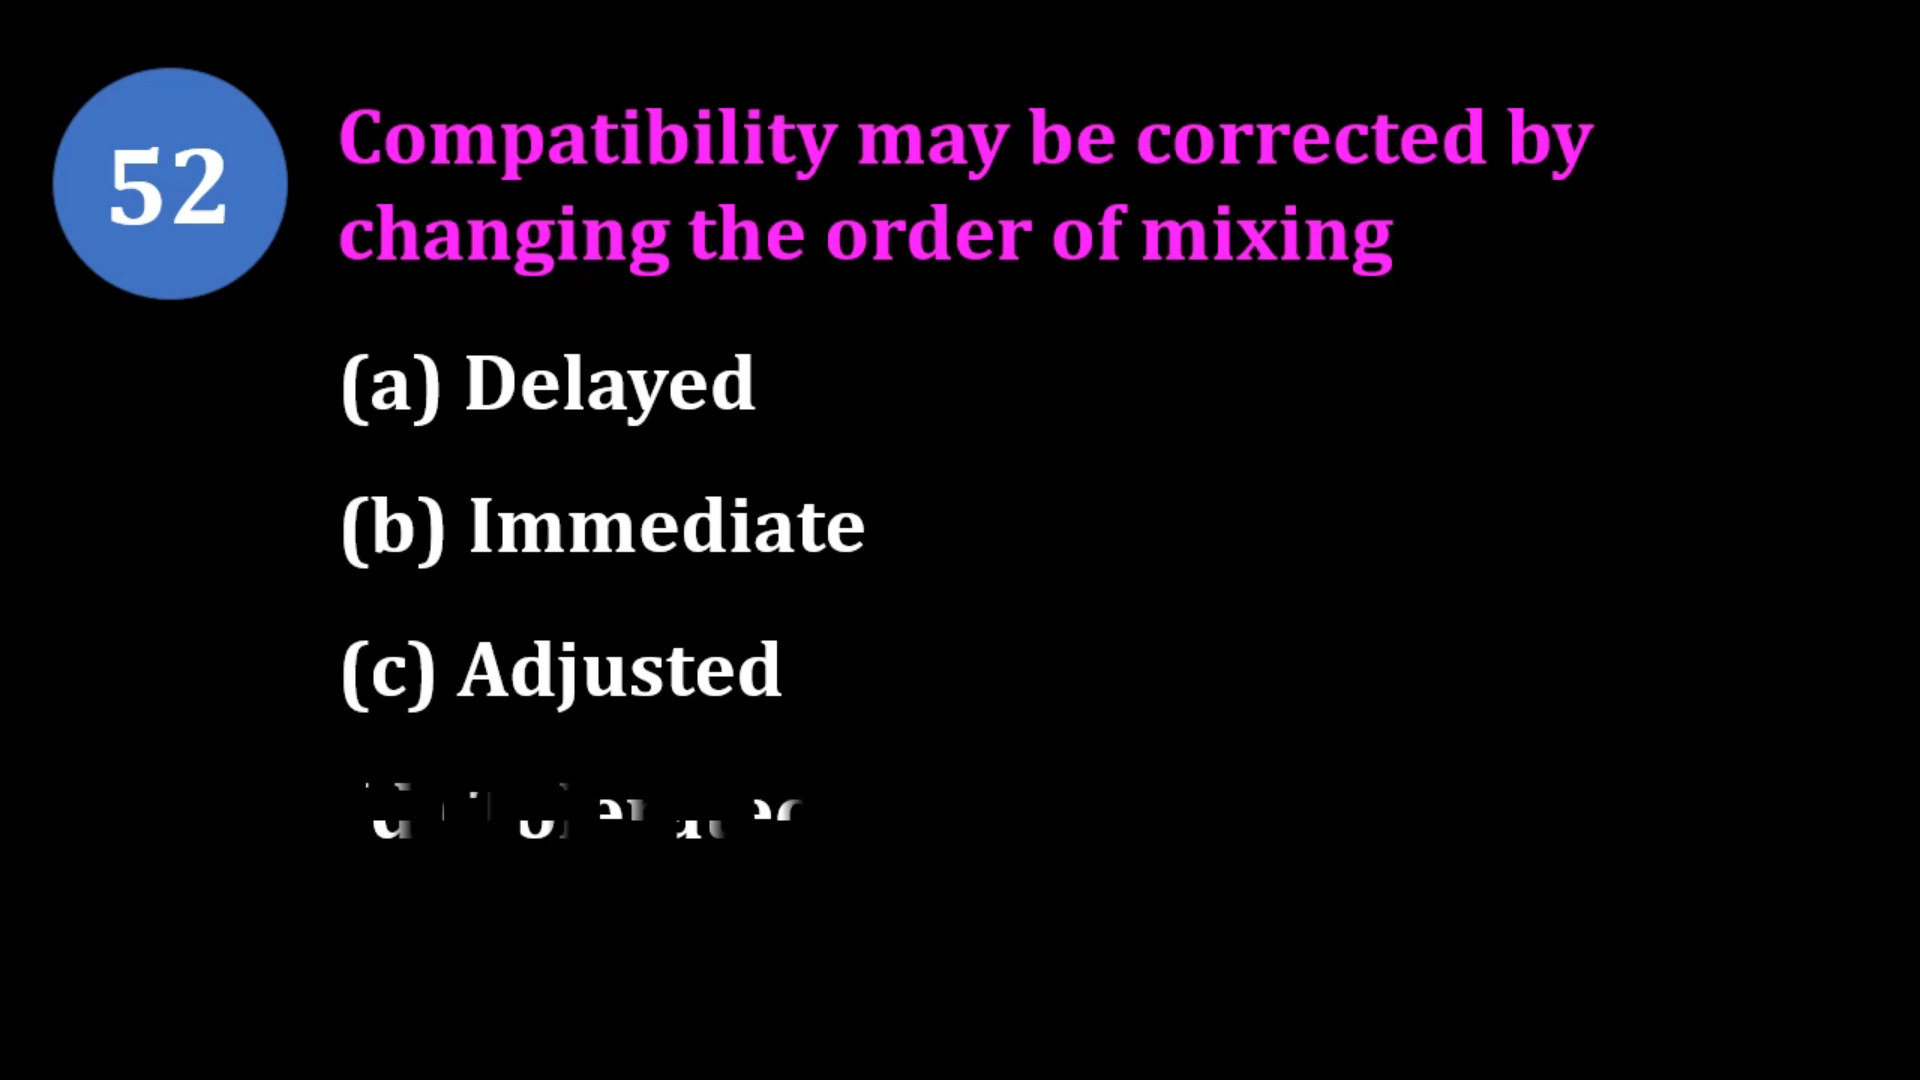 52
Compatibility may be corrected by
changing the order of mixing
(a) Delayed
(b) Immediate
(c) Adjusted